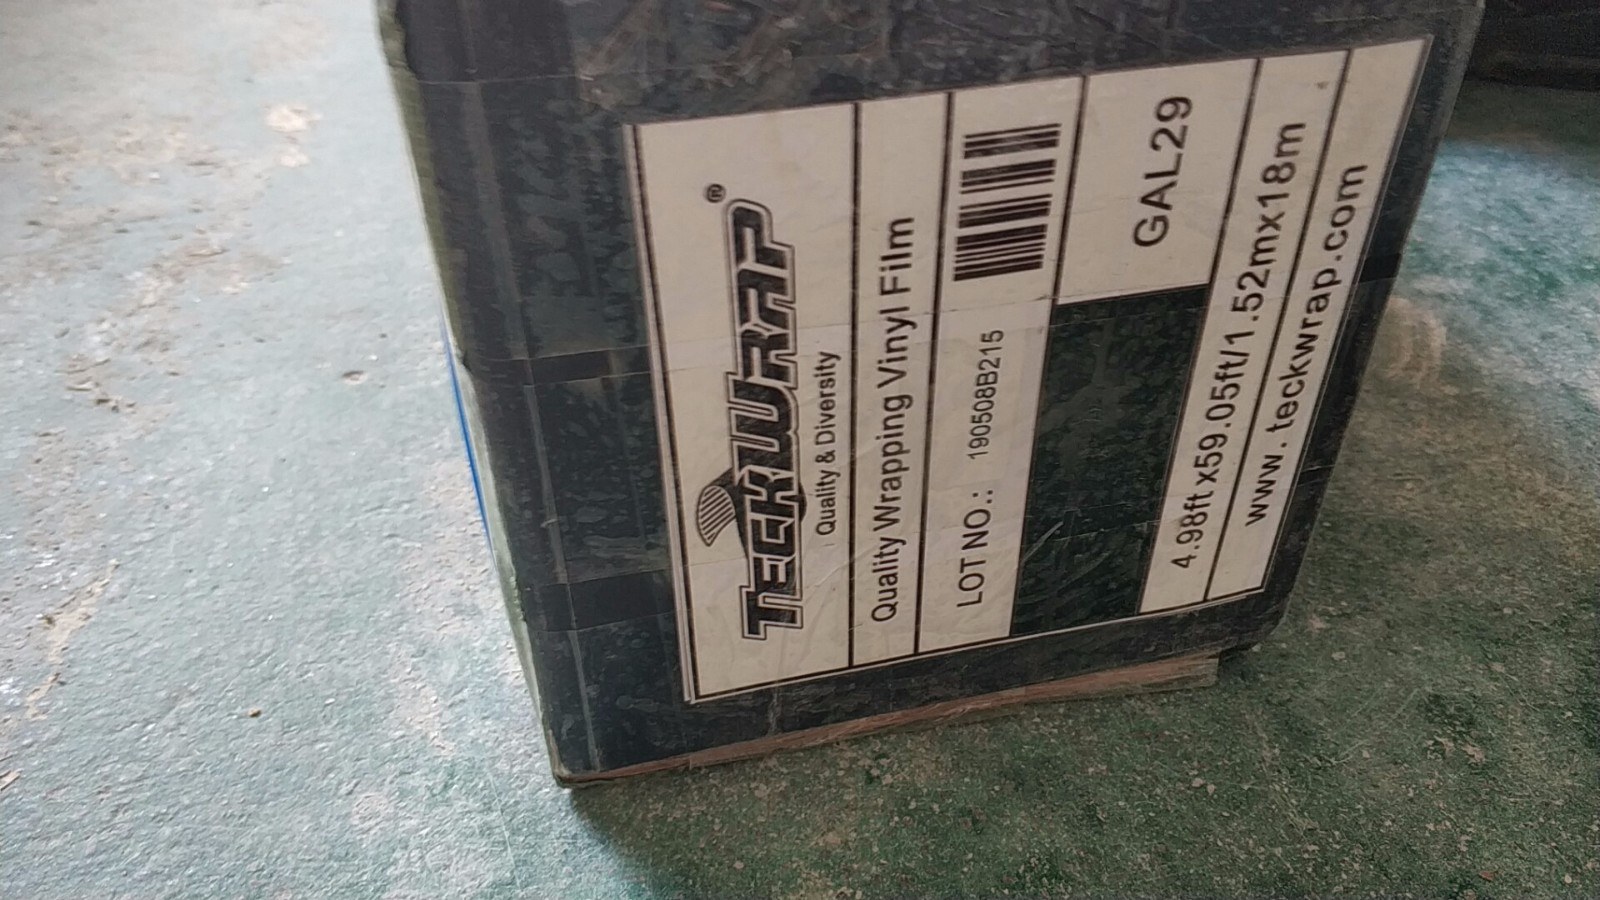 TECKWRAP®
Quality & Diversity
Quality Wrapping Vinyl Film
LOT NO.: 190508B215
GAL29
4.98ft x59.05ft/1.52mx18m
www. teckwrap.com